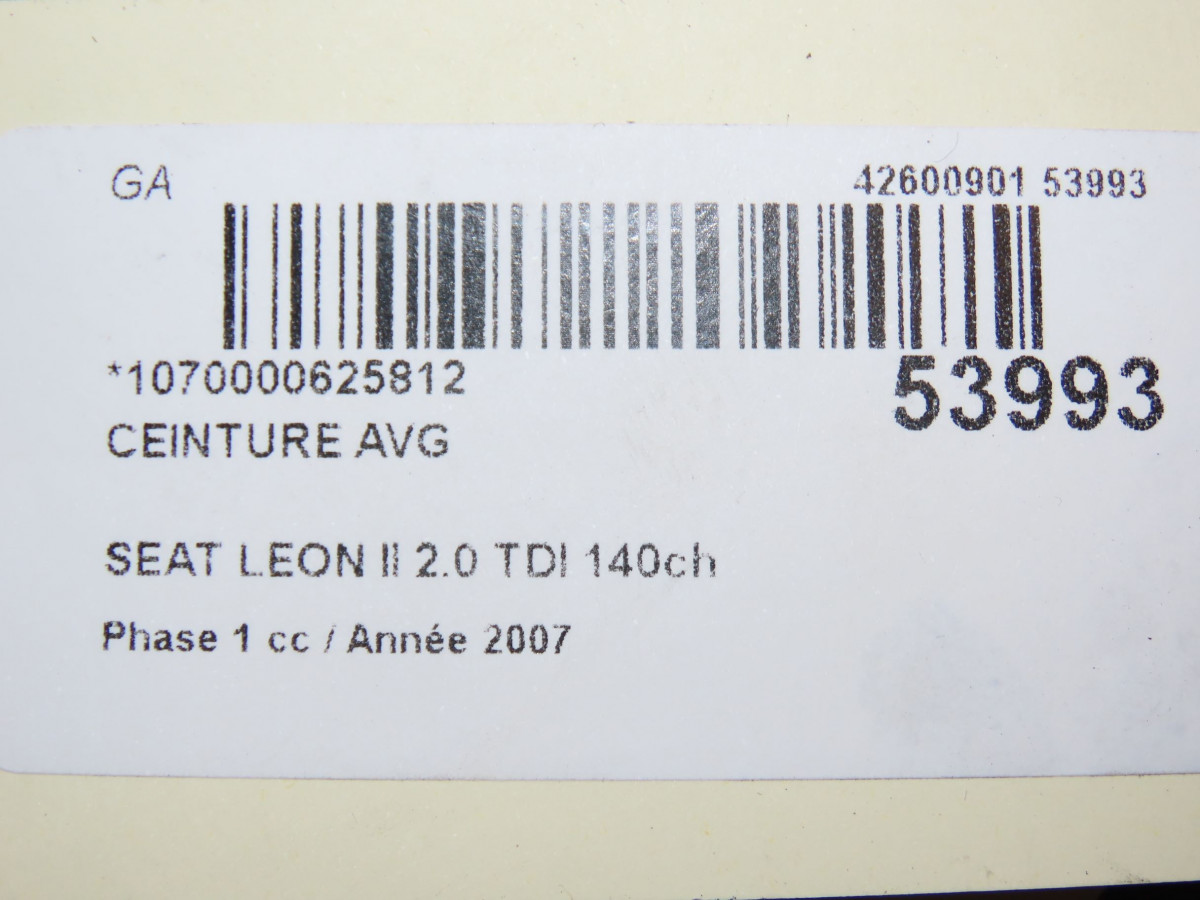 GA 42600901 53993
*1070000625812 53993
CEINTURE AVG
SEAT LEON II 2.0 TDI 140ch
Phase 1 cc / Année 2007